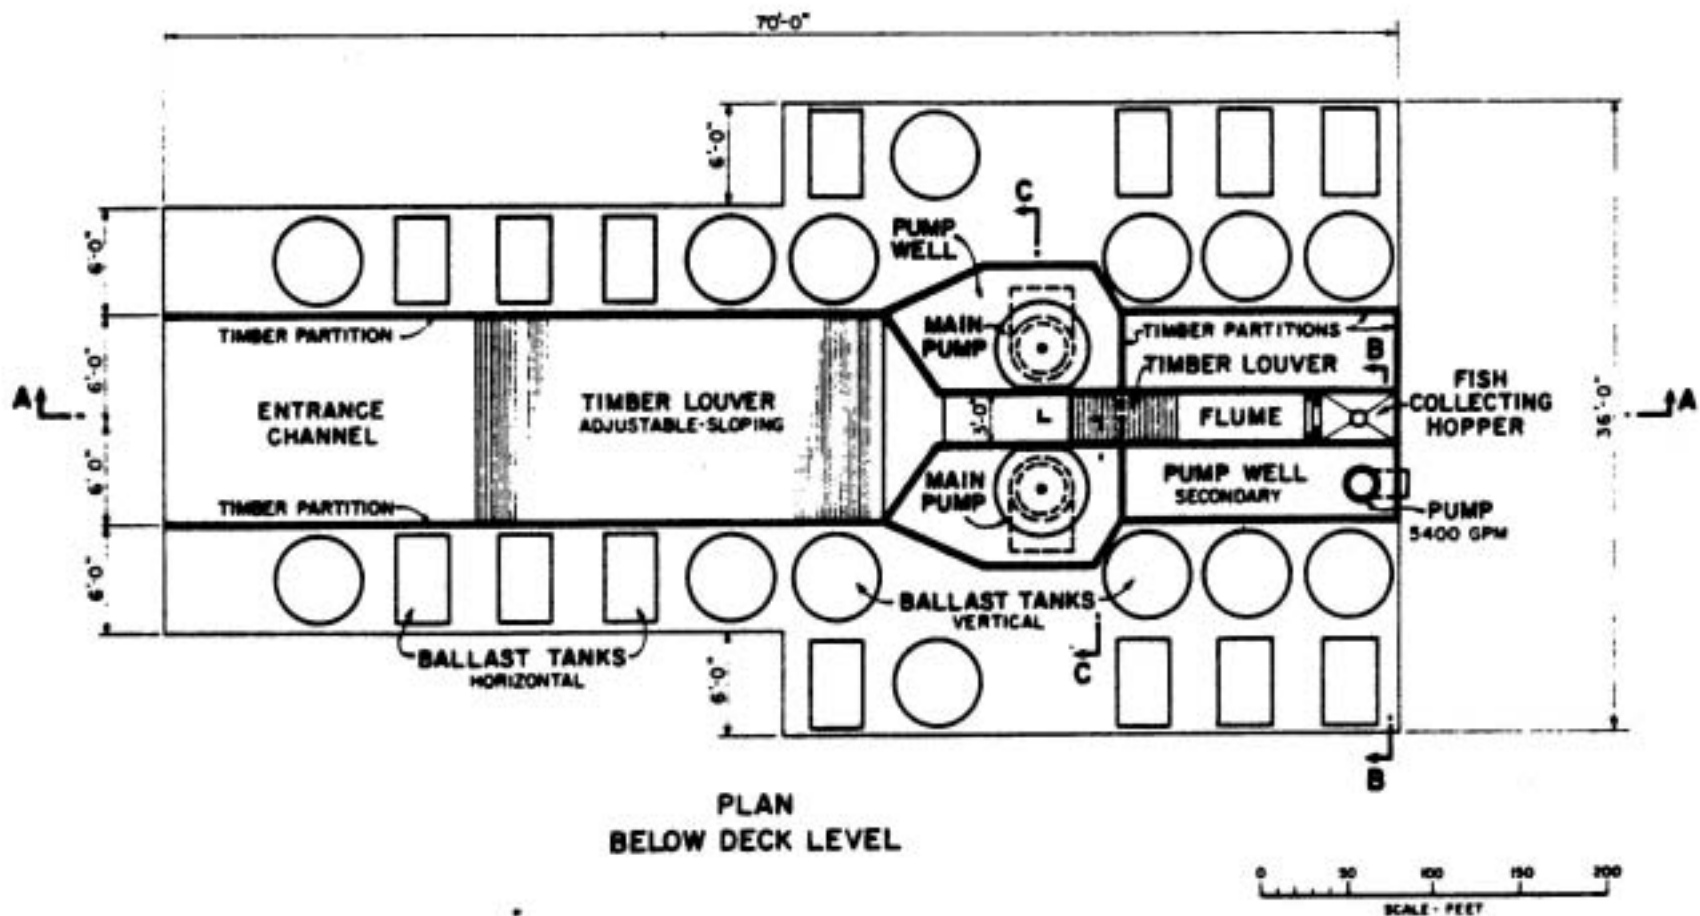 70'-0"
6'-0"
C
PUMP
WELL
6'-0"
TIMBER PARTITION
MAIN
PUMP
TIMBER PARTITIONS
B
TIMBER LOUVER
6'-0"
A
ENTRANCE
CHANNEL
TIMBER LOUVER
ADJUSTABLE-SLOPING
3'-0"
FLUME
FISH
COLLECTING
HOPPER
36'-0"
A
6'-0"
TIMBER PARTITION
MAIN
PUMP
PUMP WELL
SECONDARY
PUMP
5400 GPM
6'-0"
BALLAST TANKS
VERTICAL
BALLAST TANKS
HORIZONTAL
6'-0"
C
B
PLAN
BELOW DECK LEVEL
0 50 100 150 200
SCALE - FEET